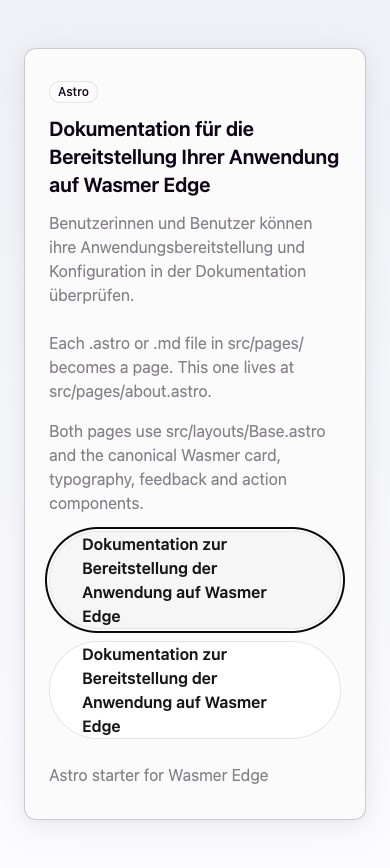 Astro
Dokumentation für die
Bereitstellung Ihrer Anwendung
auf Wasmer Edge
Benutzerinnen und Benutzer können
ihre Anwendungsbereitstellung und
Konfiguration in der Dokumentation
überprüfen.
Each .astro or .md file in src/pages/
becomes a page. This one lives at
src/pages/about.astro.
Both pages use src/layouts/Base.astro
and the canonical Wasmer card,
typography, feedback and action
components.
Dokumentation zur
Bereitstellung der
Anwendung auf Wasmer
Edge
Dokumentation zur
Bereitstellung der
Anwendung auf Wasmer
Edge
Astro starter for Wasmer Edge